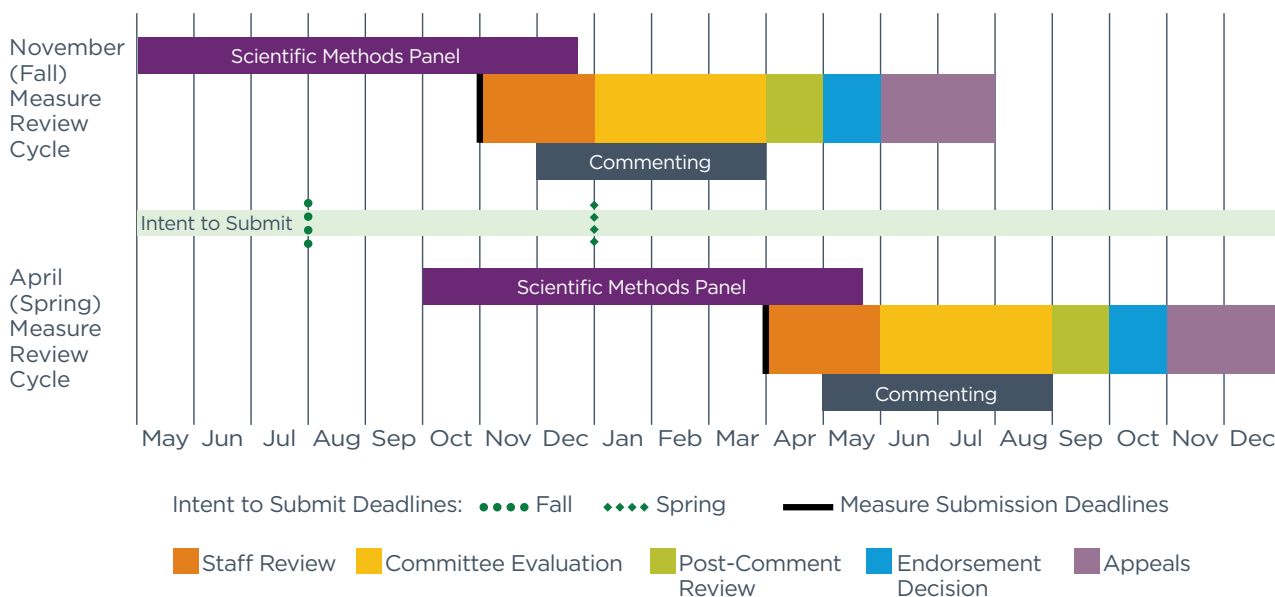 November
(Fall)
Measure
Review
Cycle
Scientific Methods Panel
Commenting
Intent to Submit
April
(Spring)
Measure
Review
Cycle
Scientific Methods Panel
Commenting
May Jun Jul Aug Sep Oct Nov Dec Jan Feb Mar Apr May Jun Jul Aug Sep Oct Nov Dec
Intent to Submit Deadlines: Fall Spring Measure Submission Deadlines
Staff Review Committee Evaluation Post-Comment Review Endorsement Decision Appeals